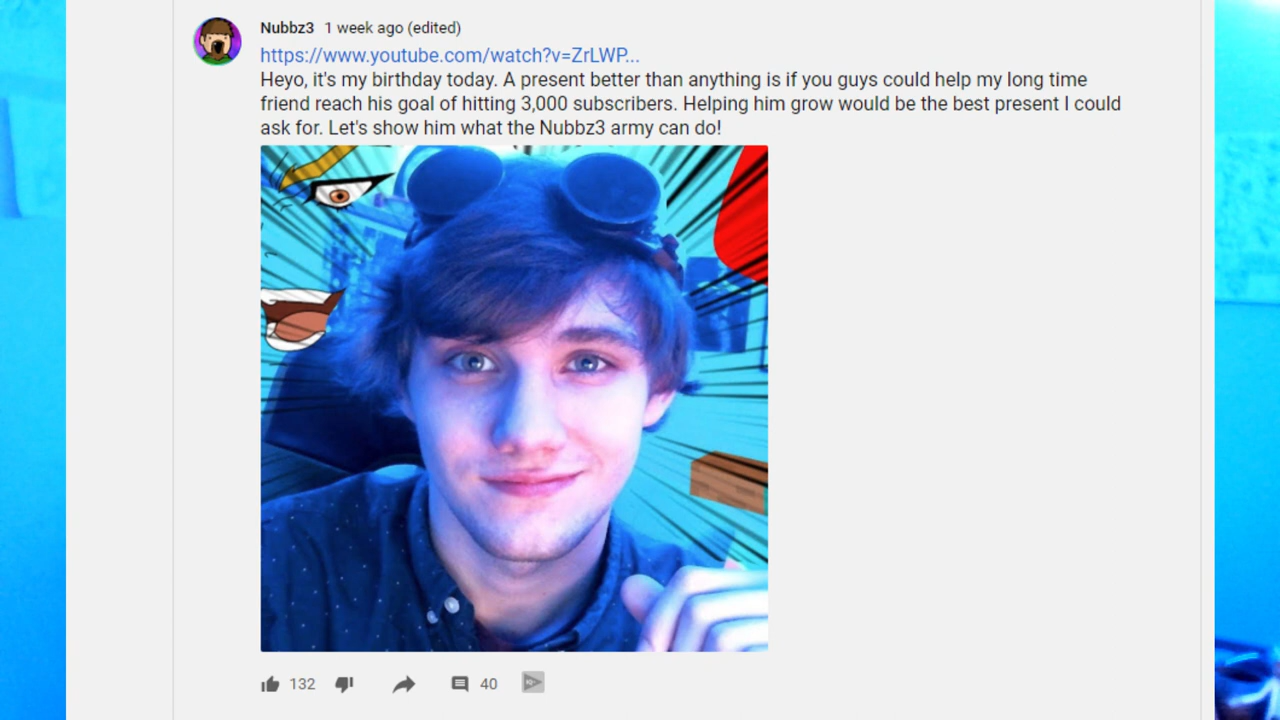 Nubbz3 1 week ago (edited)
https://www.youtube.com/watch?v=ZrLWP...
Heyo, it's my birthday today. A present better than anything is if you guys could help my long time
friend reach his goal of hitting 3,000 subscribers. Helping him grow would be the best present I could
ask for. Let's show him what the Nubbz3 army can do!
132 40